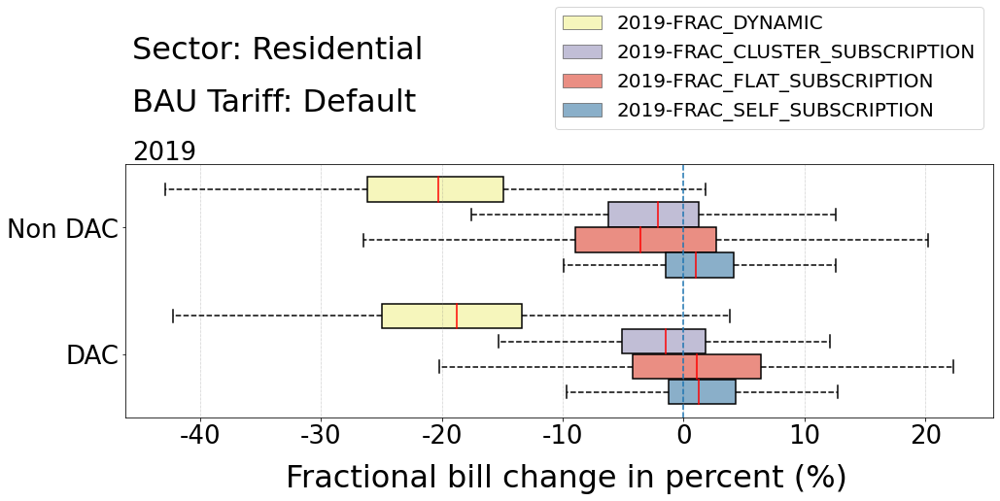 Sector: Residential
BAU Tariff: Default
2019-FRAC_DYNAMIC
2019-FRAC_CLUSTER_SUBSCRIPTION
2019-FRAC_FLAT_SUBSCRIPTION
2019-FRAC_SELF_SUBSCRIPTION
2019
Non DAC
DAC
-40 -30 -20 -10 0 10 20
Fractional bill change in percent (%)